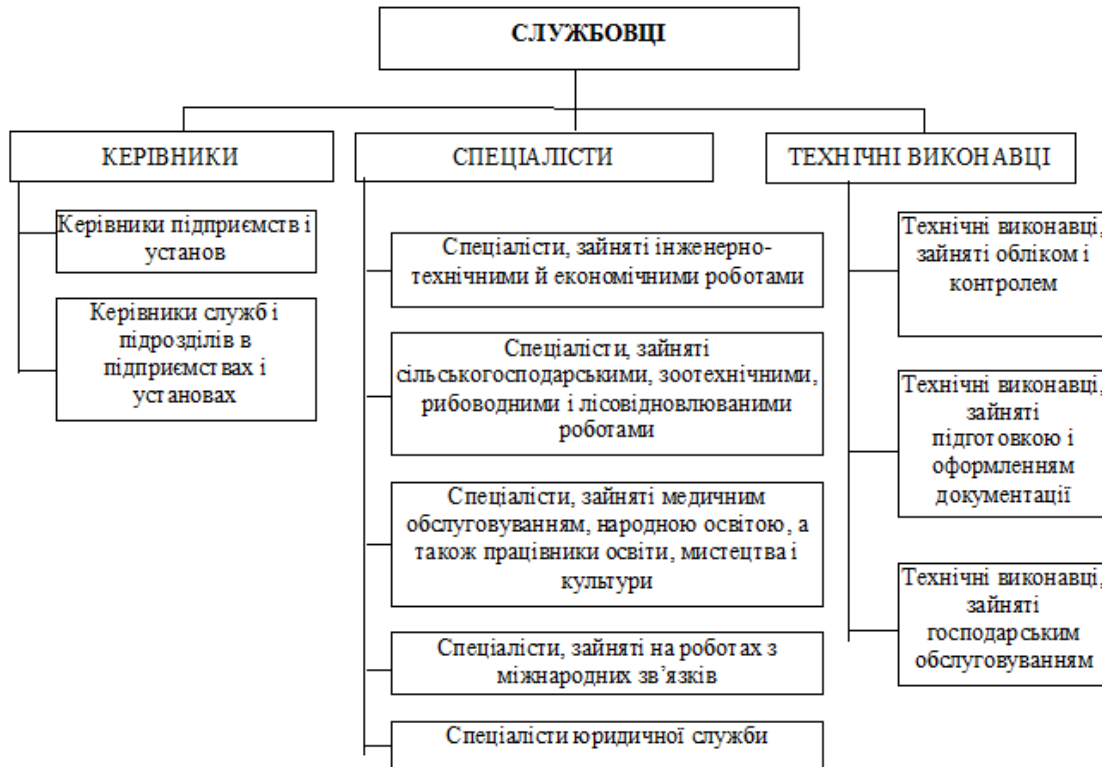 СЛУЖБОВЦІ
КЕРІВНИКИ
Керівники підприємств і
установ
Керівники служб і
підрозділів в
підприємствах і
установах
СПЕЦІАЛІСТИ
Спеціалісти, зайняті інженерно-
технічними й економічними роботами
Спеціалісти, зайняті
сільськогосподарськими, зоотехнічними,
рибоводними і лісовідновлюваними
роботами
Спеціалісти, зайняті медичним
обслуговуванням, народною освітою, а
також працівники освіти, мистецтва і
культури
Спеціалісти, зайняті на роботах з
міжнародних зв’язків
Спеціалісти юридичної служби
ТЕХНІЧНІ ВИКОНАВЦІ
Технічні виконавці,
зайняті обліком і
контролем
Технічні виконавці,
зайняті
підготовкою і
оформленням
документації
Технічні виконавці,
зайняті
господарським
обслуговуванням